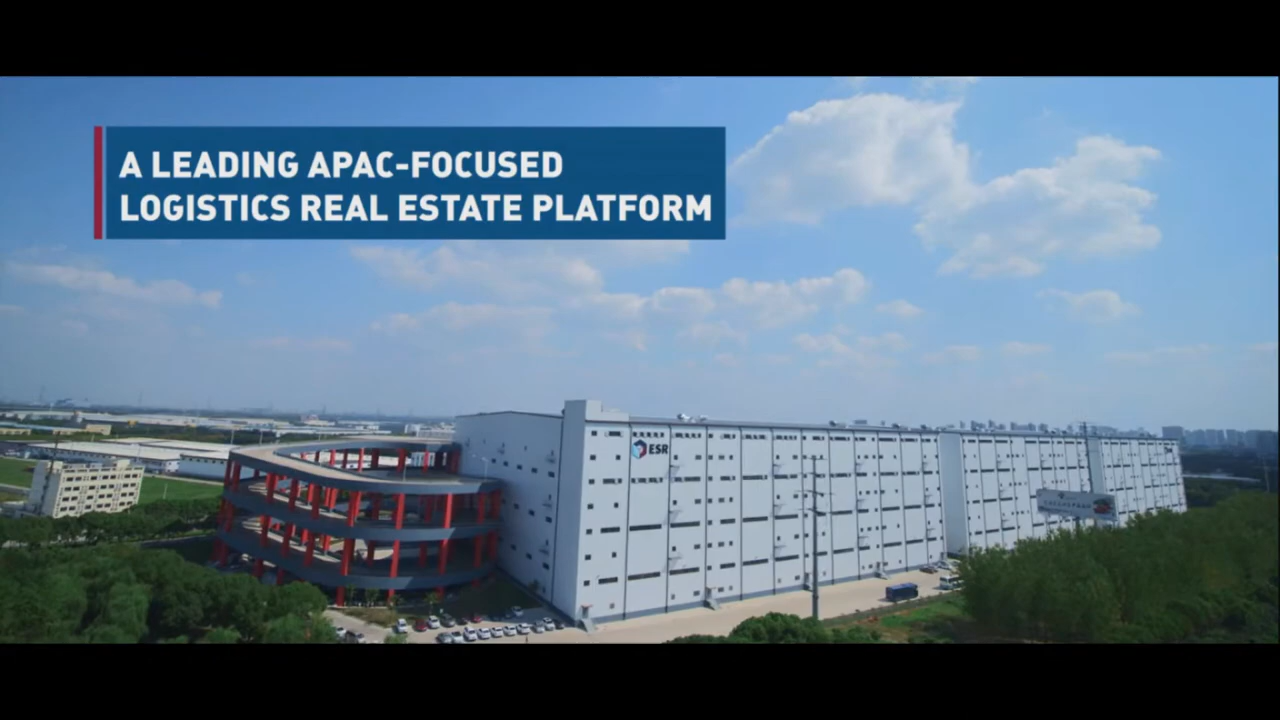 A LEADING APAC-FOCUSED
LOGISTICS REAL ESTATE PLATFORM
ESR